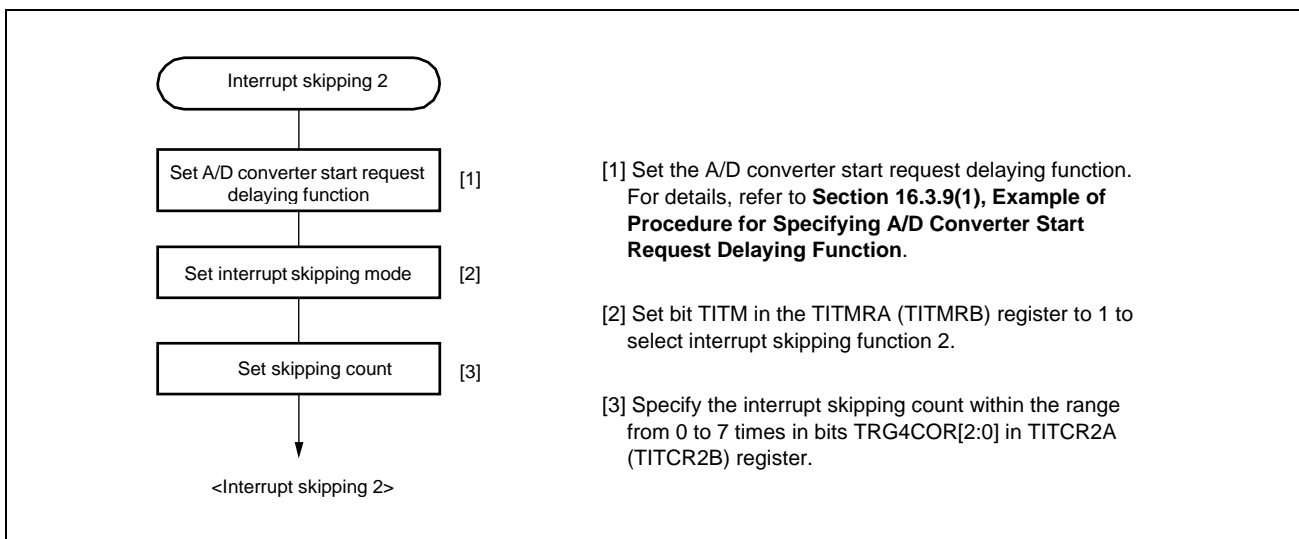 Interrupt skipping 2
Set A/D converter start request
delaying function
[1]
Set interrupt skipping mode
[2]
Set skipping count
[3]
<Interrupt skipping 2>
[1] Set the A/D converter start request delaying function.
For details, refer to Section 16.3.9(1), Example of
Procedure for Specifying A/D Converter Start
Request Delaying Function.
[2] Set bit TITM in the TITMRA (TITMRB) register to 1 to
select interrupt skipping function 2.
[3] Specify the interrupt skipping count within the range
from 0 to 7 times in bits TRG4COR[2:0] in TITCR2A
(TITCR2B) register.